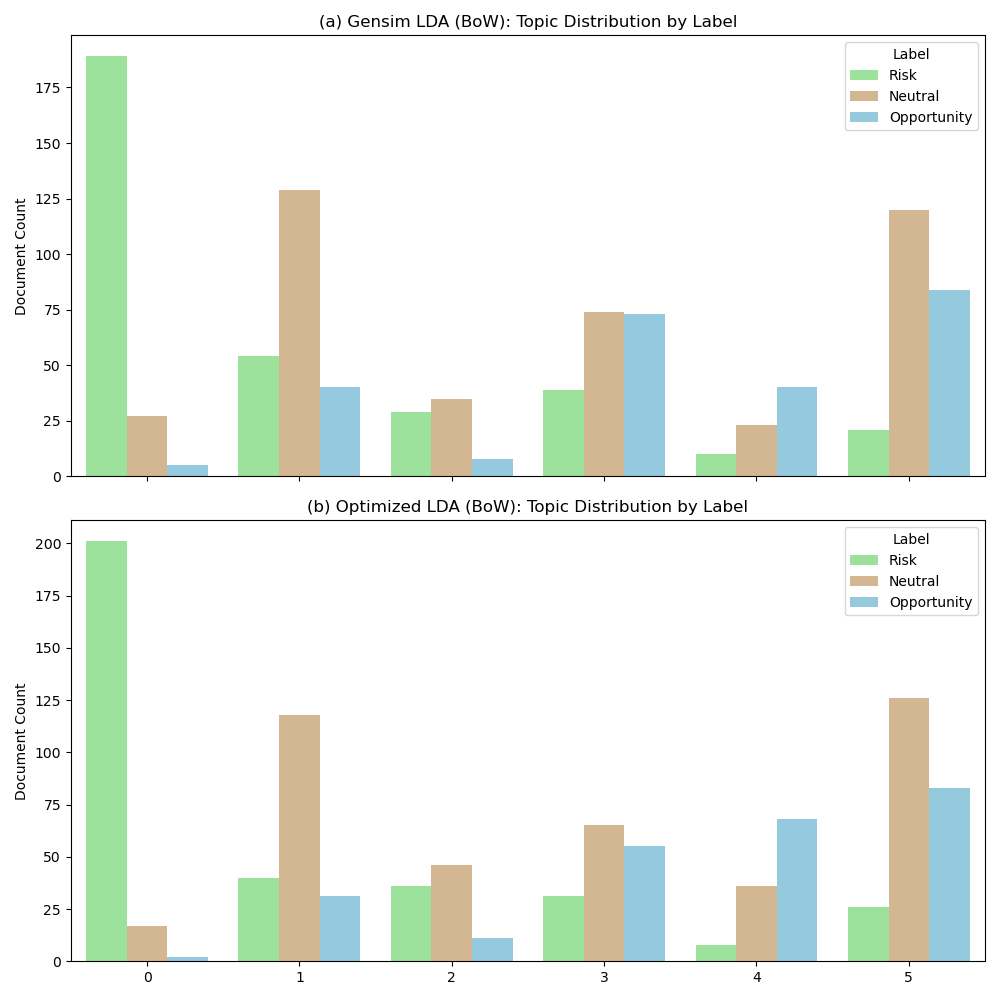 (a) Gensim LDA (BoW): Topic Distribution by Label
Document Count
175
150
125
100
75
50
25
0
Label
Risk
Neutral
Opportunity
(b) Optimized LDA (BoW): Topic Distribution by Label
Document Count
200
175
150
125
100
75
50
25
0
Label
Risk
Neutral
Opportunity
0 1 2 3 4 5